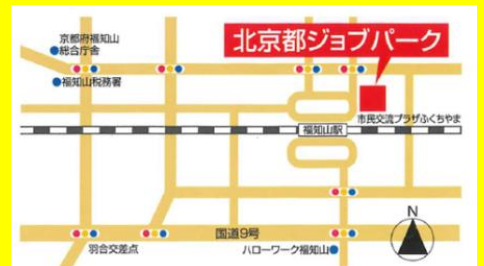 京都府福知山
総合庁舎
北京都ジョブパーク
福知山税務署
市民交流プラザふくちやま
福知山駅
N
国道9号
羽合交差点
ハローワーク福知山